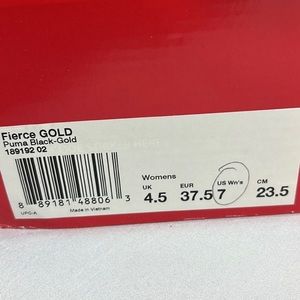 Fierce GOLD
Puma Black-Gold
189192 02
Womens
UK EUR US Wn's CM
4.5 37.5 7 23.5
8 89181 48806 3
UPC-A Made in Vietnam